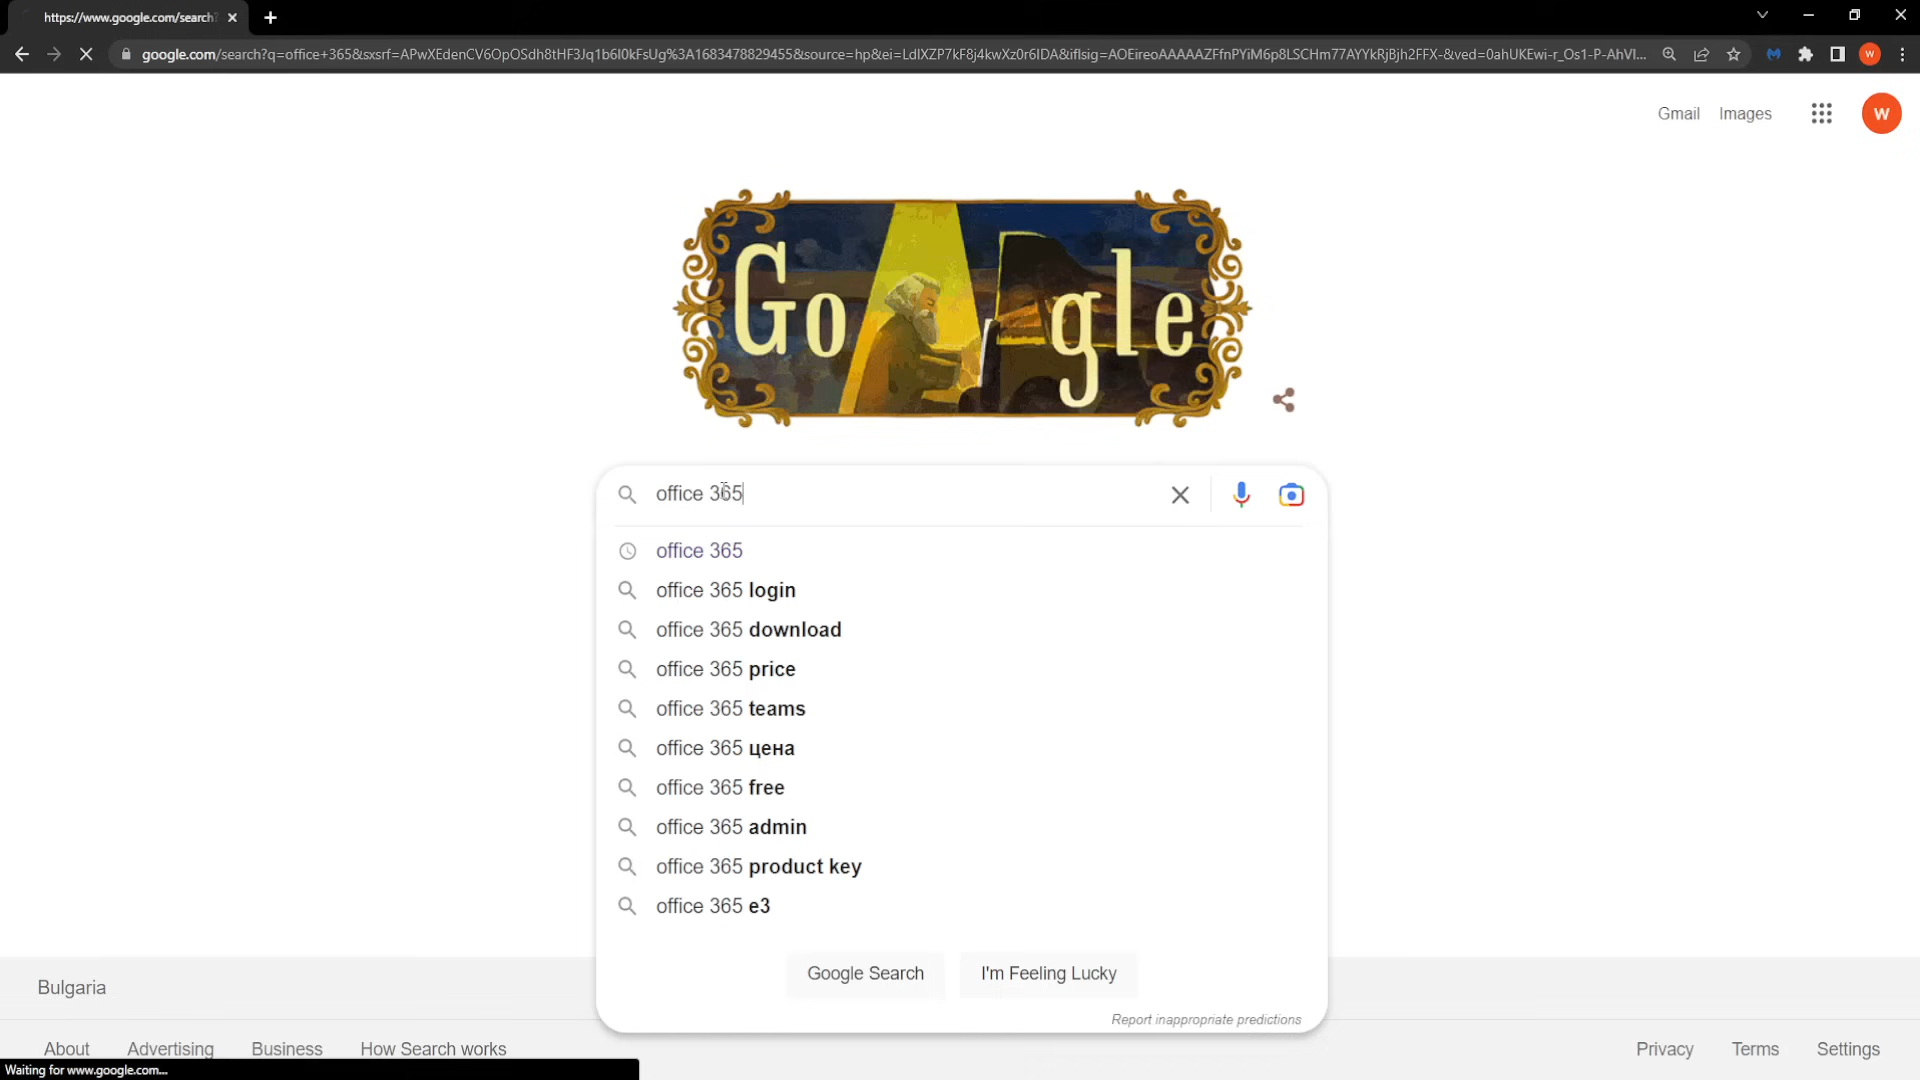 https://www.google.com/search?
google.com/search?q=office+365&sxsrf=APwXEdenCV6OpOSdh8tHF3Jq1b6I0kFsUg%3A1683478829455&source=hp&ei=LdlXZP7kF8j4kwXz0r6IDA&iflsig=AOEireoAAAAAZFfnPYiM6p8LSCHm77AYYkRjBjh2FFX-&ved=0ahUKEwi-r_Os1-P-AhVl...
W
Gmail Images
W
Google
office 365
office 365
office 365 login
office 365 download
office 365 price
office 365 teams
office 365 цена
office 365 free
office 365 admin
office 365 product key
office 365 e3
Google Search I'm Feeling Lucky
Report inappropriate predictions
Bulgaria
About Advertising Business How Search works Privacy Terms Settings
Waiting for www.google.com...